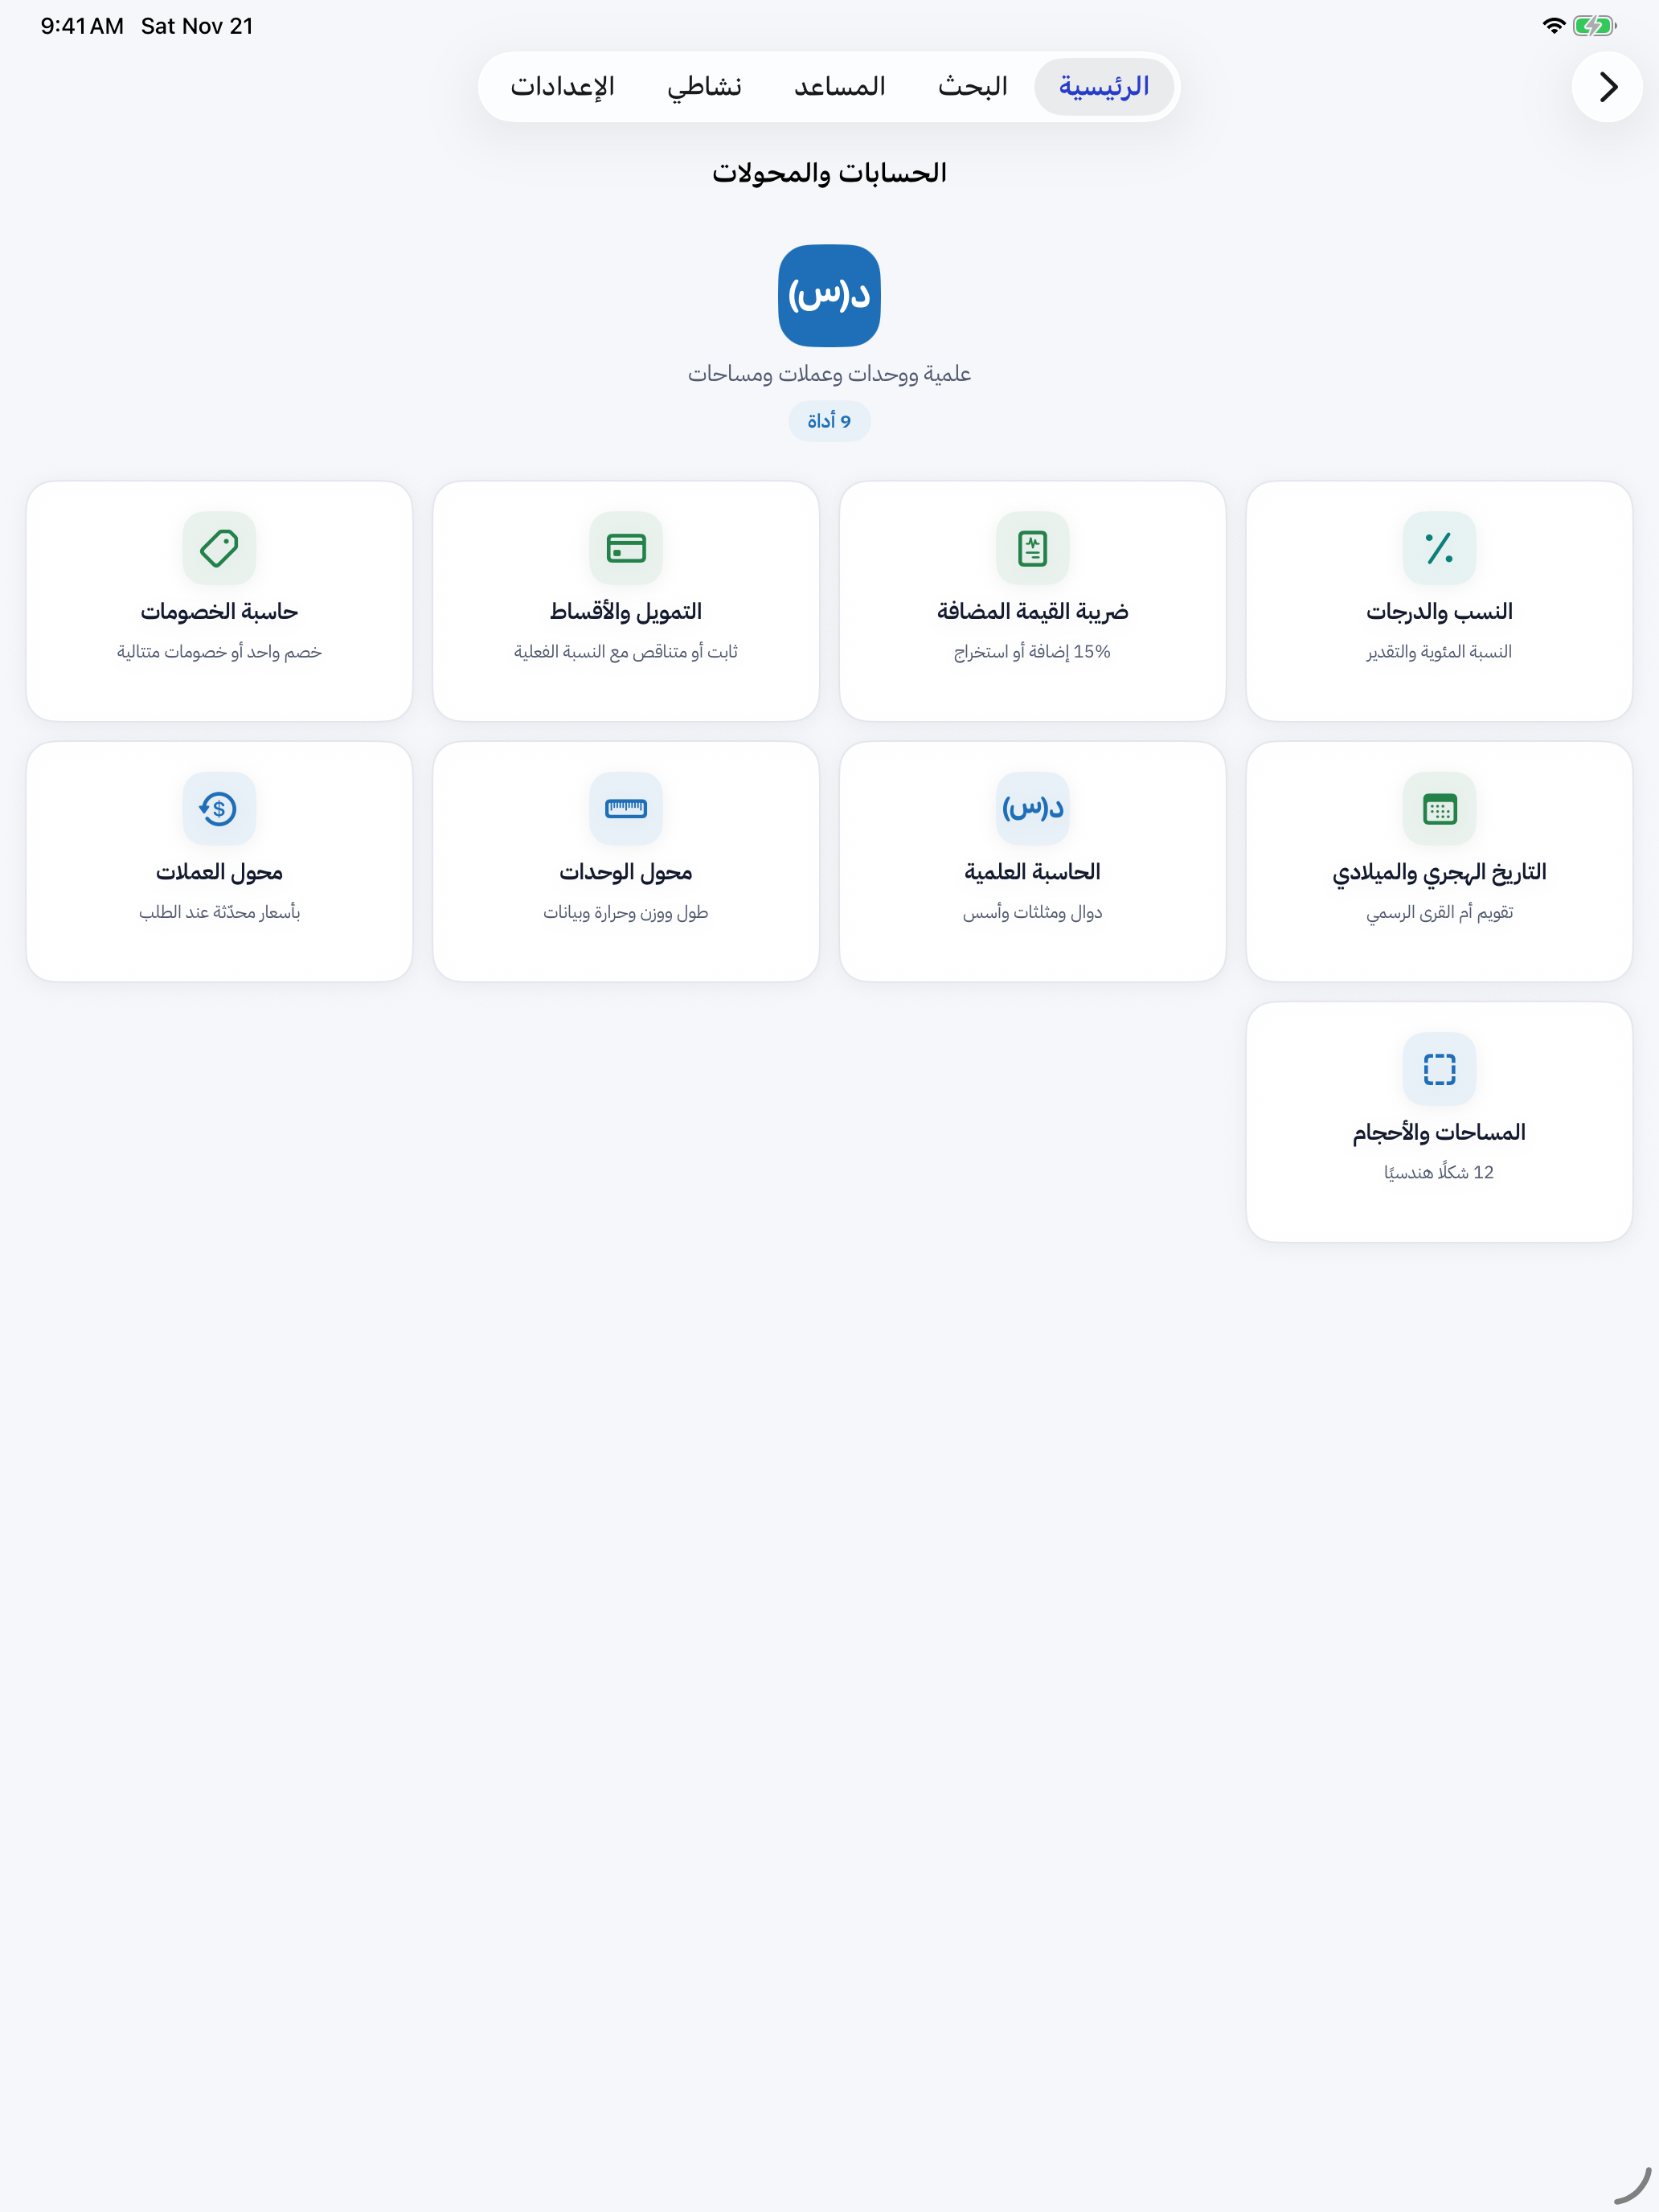 9:41 AM Sat Nov 21
الرئيسية البحث المساعد نشاطي الإعدادات
الحسابات والمحولات
د(س)
علمية ووحدات وعملات ومساحات
9 أداة
النسب والدرجات
النسبة المئوية والتقدير
ضريبة القيمة المضافة
15% إضافة أو استخراج
التمويل والأقساط
ثابت أو متناقص مع النسبة الفعلية
حاسبة الخصومات
خصم واحد أو خصومات متتالية
التاريخ الهجري والميلادي
تقويم أم القرى الرسمي
د(س)
الحاسبة العلمية
دوال ومثلثات وأسس
محول الوحدات
طول ووزن وحرارة وبيانات
$
محول العملات
بأسعار محدّثة عند الطلب
المساحات والأحجام
12 شكلًا هندسيًا